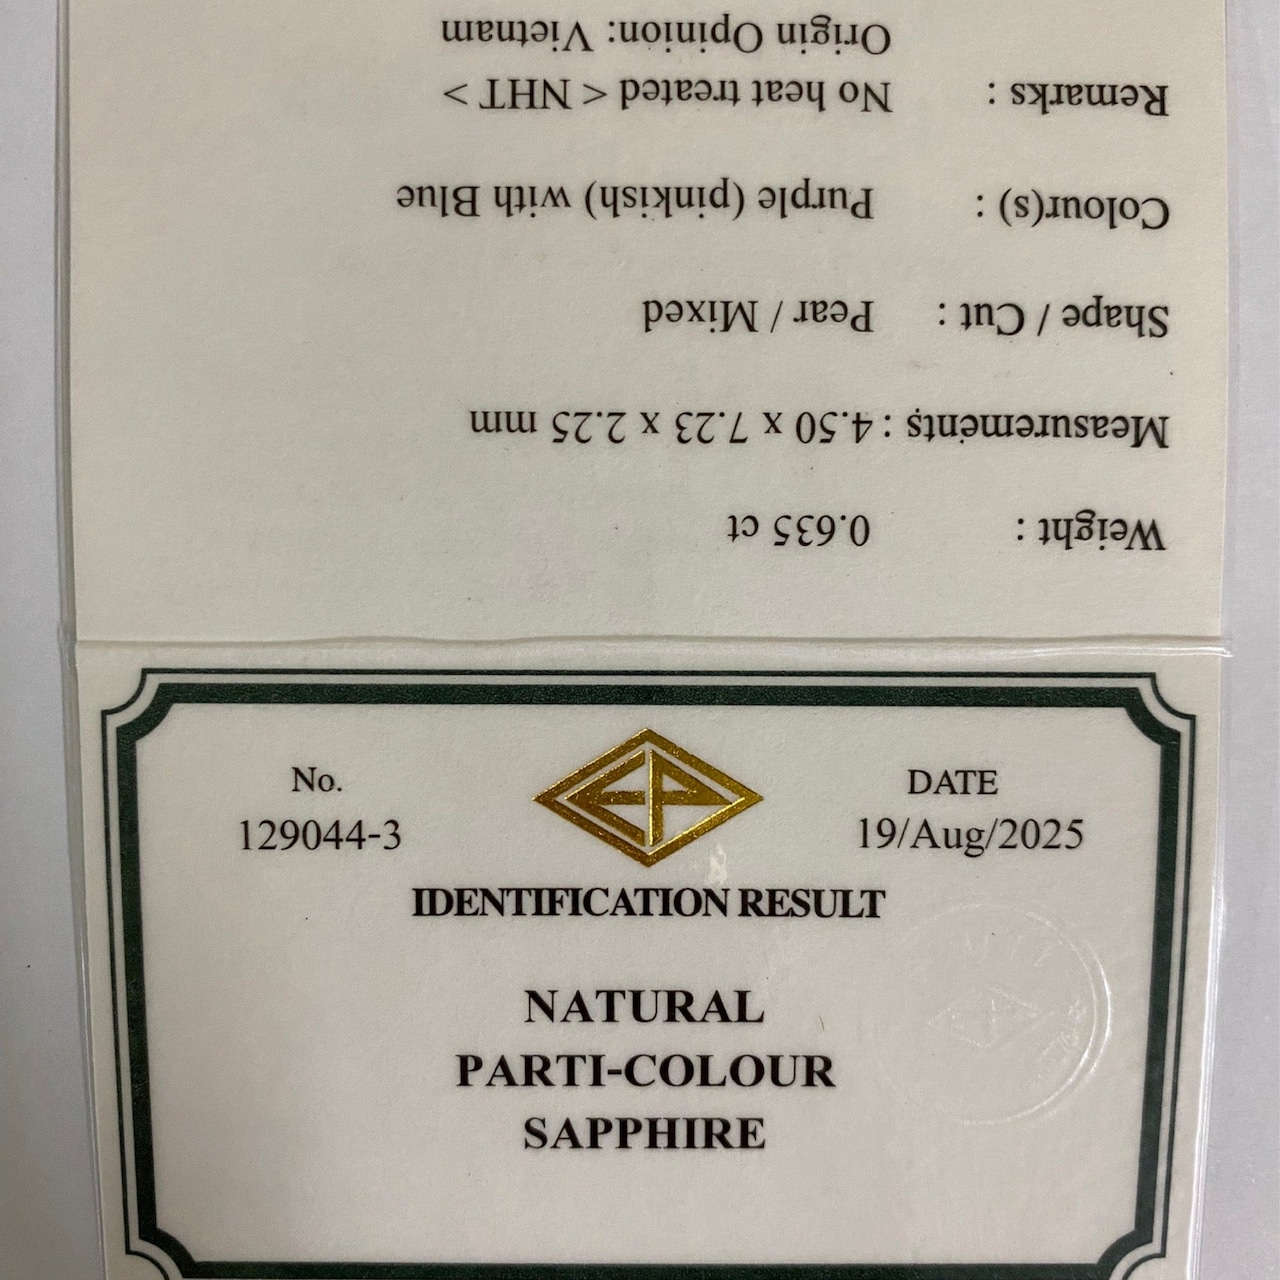 Weight : 0.635 ct
Measurements : 4.50 x 7.23 x 2.25 mm
Shape / Cut : Pear / Mixed
Colour(s) : Purple (pinkish) with Blue
Remarks : No heat treated < NHT >
Origin Opinion: Vietnam
No. DATE
129044-3 19/Aug/2025
IDENTIFICATION RESULT
NATURAL
PARTI-COLOUR
SAPPHIRE